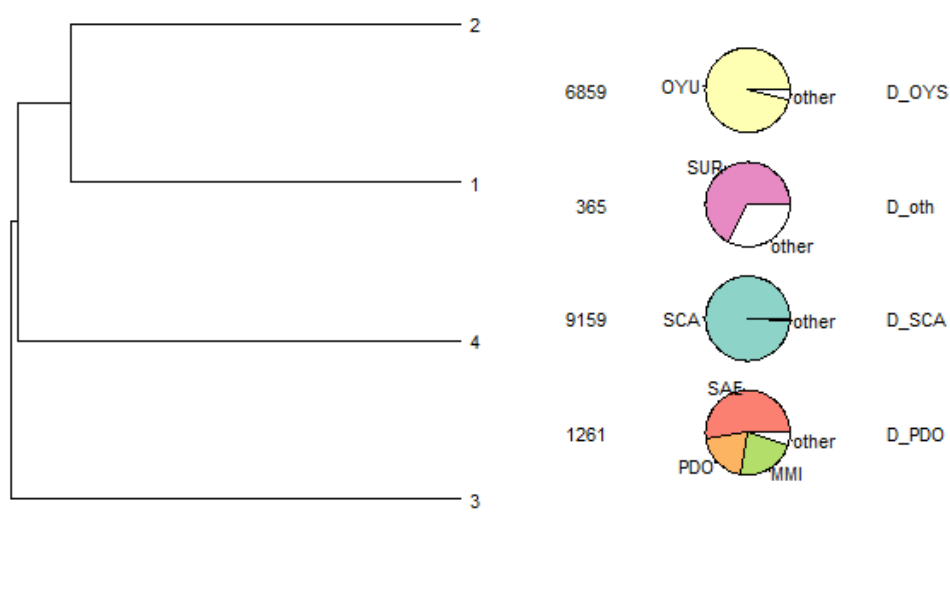 2
OYU
other
6859
D_OYS
SUR
1
other
365
D_oth
SCA
other
9159
D_SCA
4
SAE
other
1261
D_PDO
PDO
MMI
3